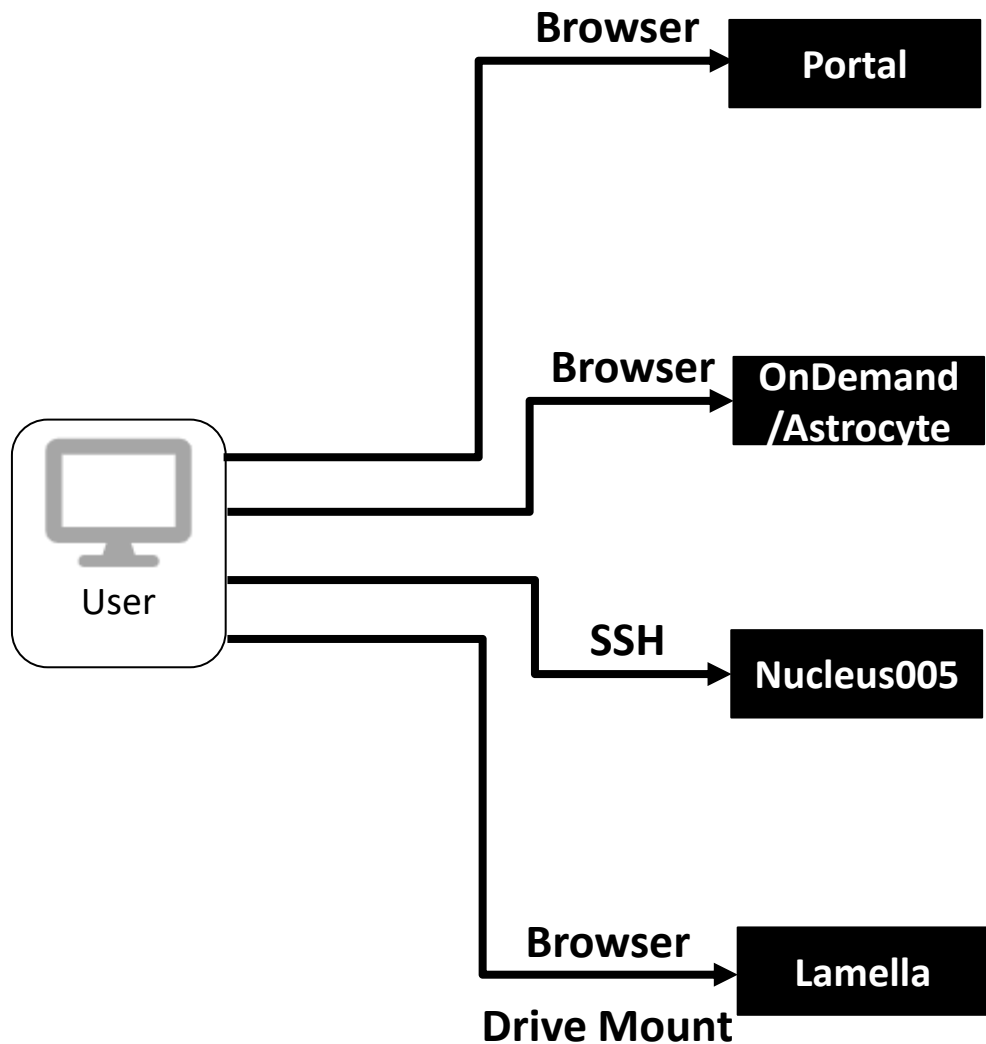 Browser
Portal
Browser
OnDemand
/Astrocyte
User
SSH
Nucleus005
Browser
Lamella
Drive Mount